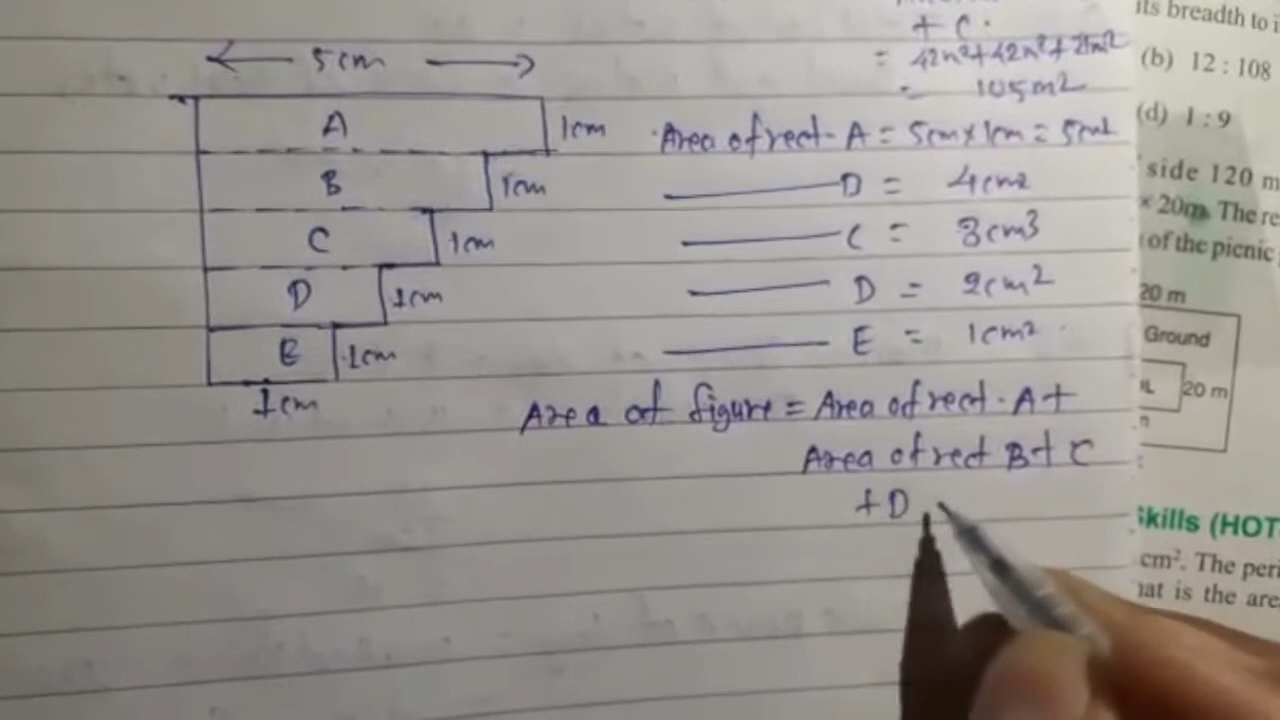 + C.
= 42m²+42m²+21m²
= 105m2
5cm
A
1cm
B
1cm
C
1cm
D
1cm
E
1cm
1cm
Area of rect. A = 5cm×1cm = 5cm2
D = 4cm2
C = 3cm3
D = 2cm2
E = 1cm2
Area of figure = Area of rect. A+
Area of rect B+ C
+D
its breadth to i
(b) 12 : 108
(d) 1 : 9
side 120 m
× 20m. The re
of the picnic
20 m
Ground
20 m
Skills (HOT
cm². The peri
hat is the are